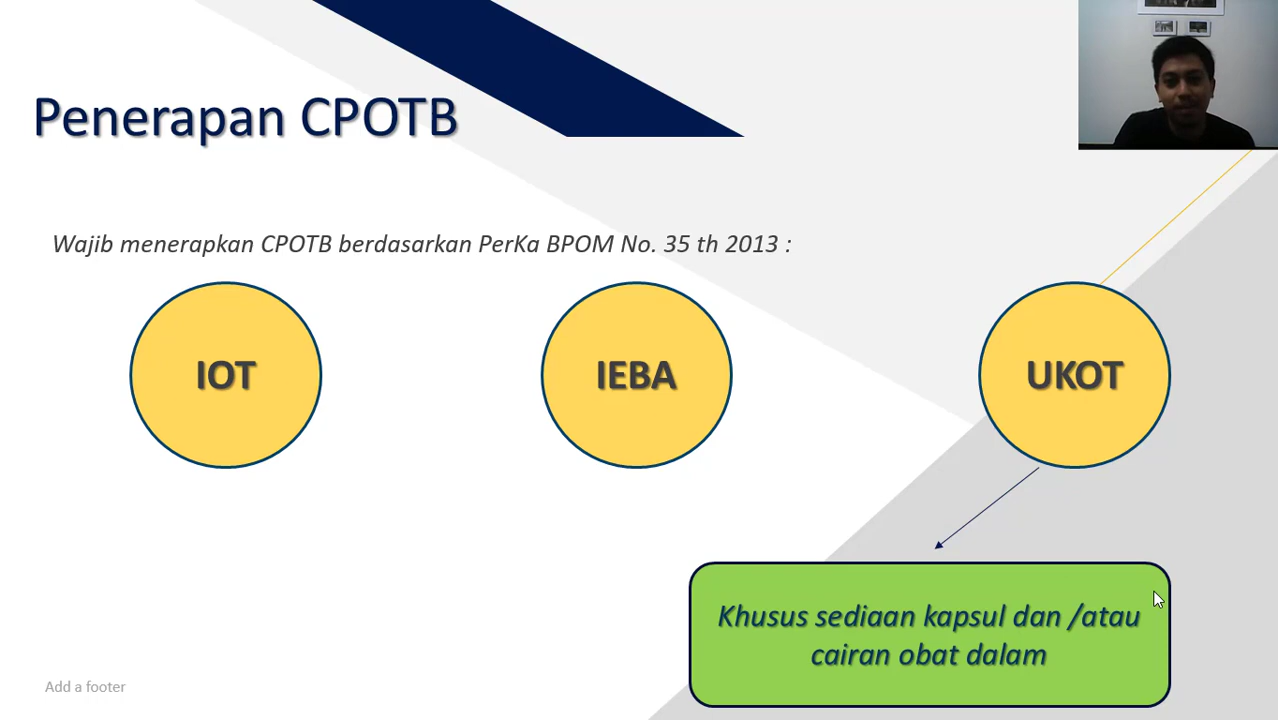 Penerapan CPOTB
Wajib menerapkan CPOTB berdasarkan PerKa BPOM No. 35 th 2013 :
IOT
IEBA
UKOT
Khusus sediaan kapsul dan /atau
cairan obat dalam
Add a footer